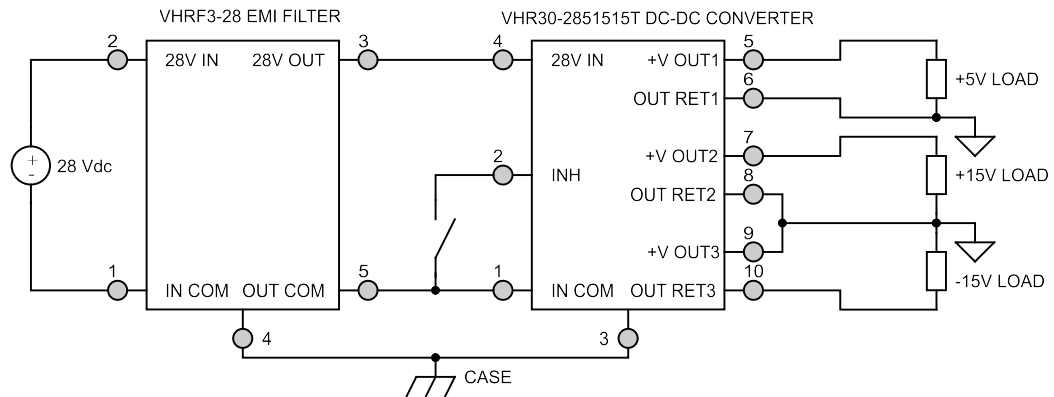 VHRF3-28 EMI FILTER
VHR30-2851515T DC-DC CONVERTER
2
28V IN
28V OUT
3
4
28V IN
+V OUT1
5
+5V LOAD
OUT RET1
6
+
-
28 Vdc
2
INH
+V OUT2
7
+15V LOAD
OUT RET2
8
+V OUT3
9
1
IN COM
OUT COM
5
1
IN COM
OUT RET3
10
-15V LOAD
4
3
CASE